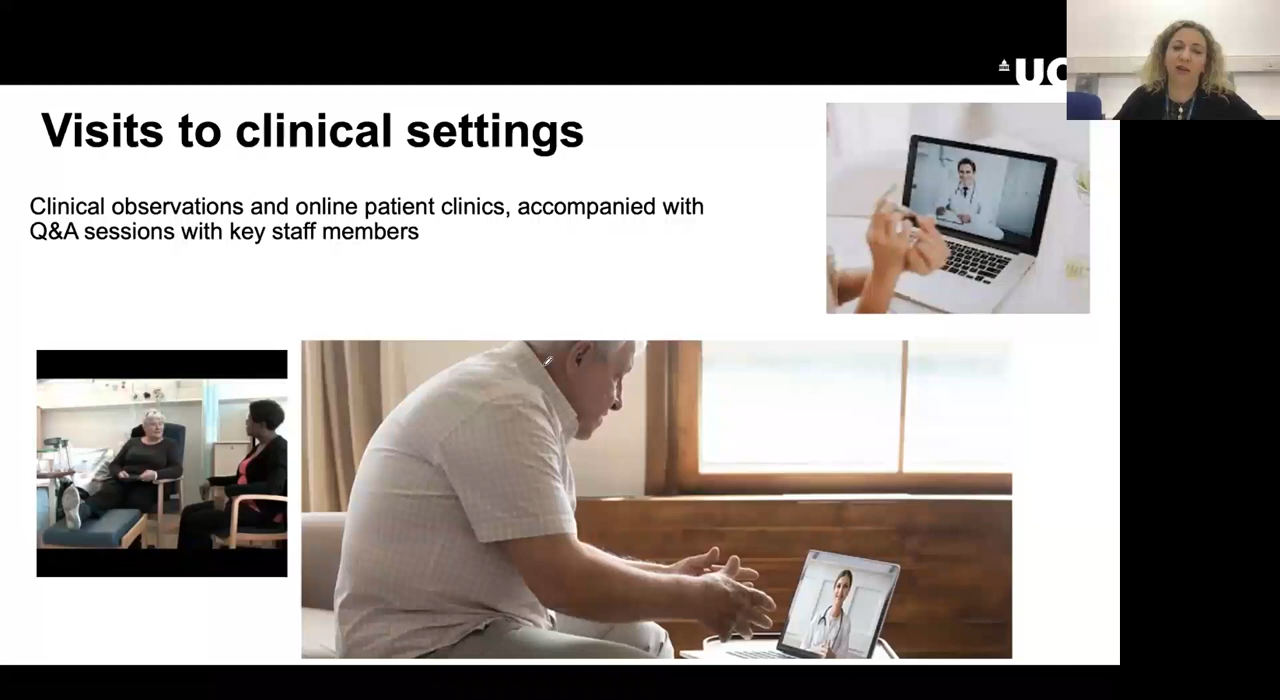 UC
Visits to clinical settings
Clinical observations and online patient clinics, accompanied with
Q&A sessions with key staff members